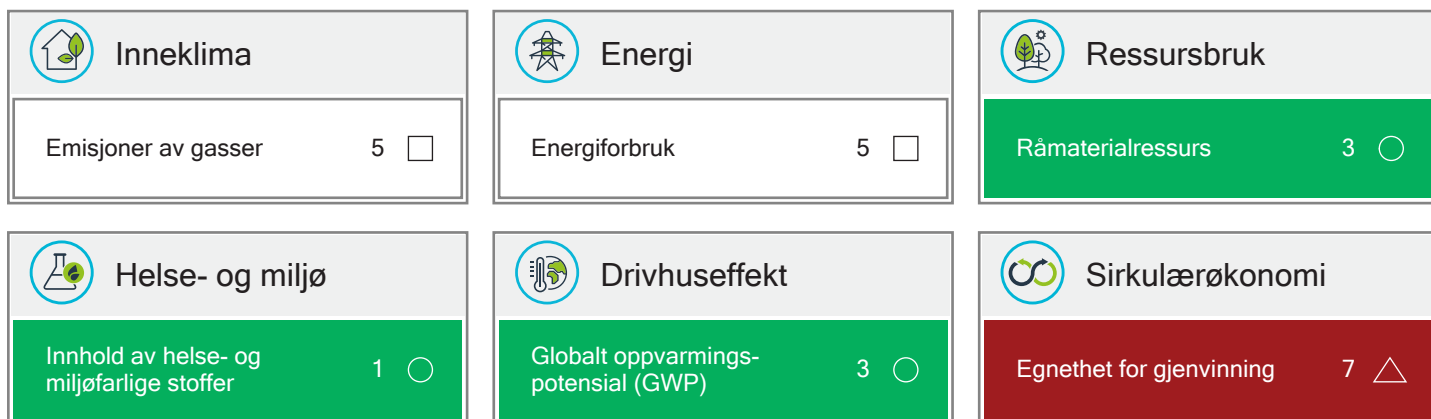 Inneklima
Emisjoner av gasser 5
Energi
Energiforbruk 5
Ressursbruk
Råmaterialressurs 3
Helse- og miljø
Innhold av helse- og
miljøfarlige stoffer 1
Drivhuseffekt
Globalt oppvarmings-
potensial (GWP) 3
Sirkulærøkonomi
Egnethet for gjenvinning 7